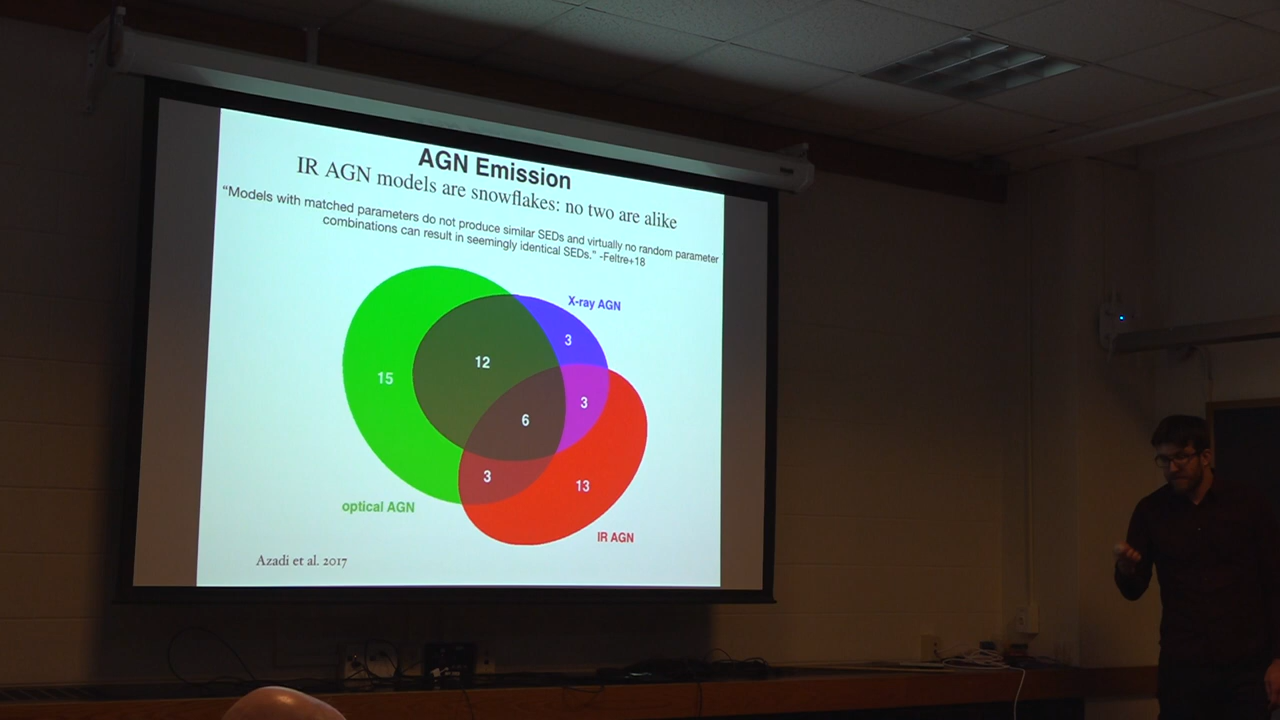 AGN Emission
IR AGN models are snowflakes: no two are alike
“Models with matched parameters do not produce similar SEDs and virtually no random parameter
combinations can result in seemingly identical SEDs.” -Feltre+18
X-ray AGN
3
12
15
3
6
3
13
optical AGN
IR AGN
Azadi et al. 2017